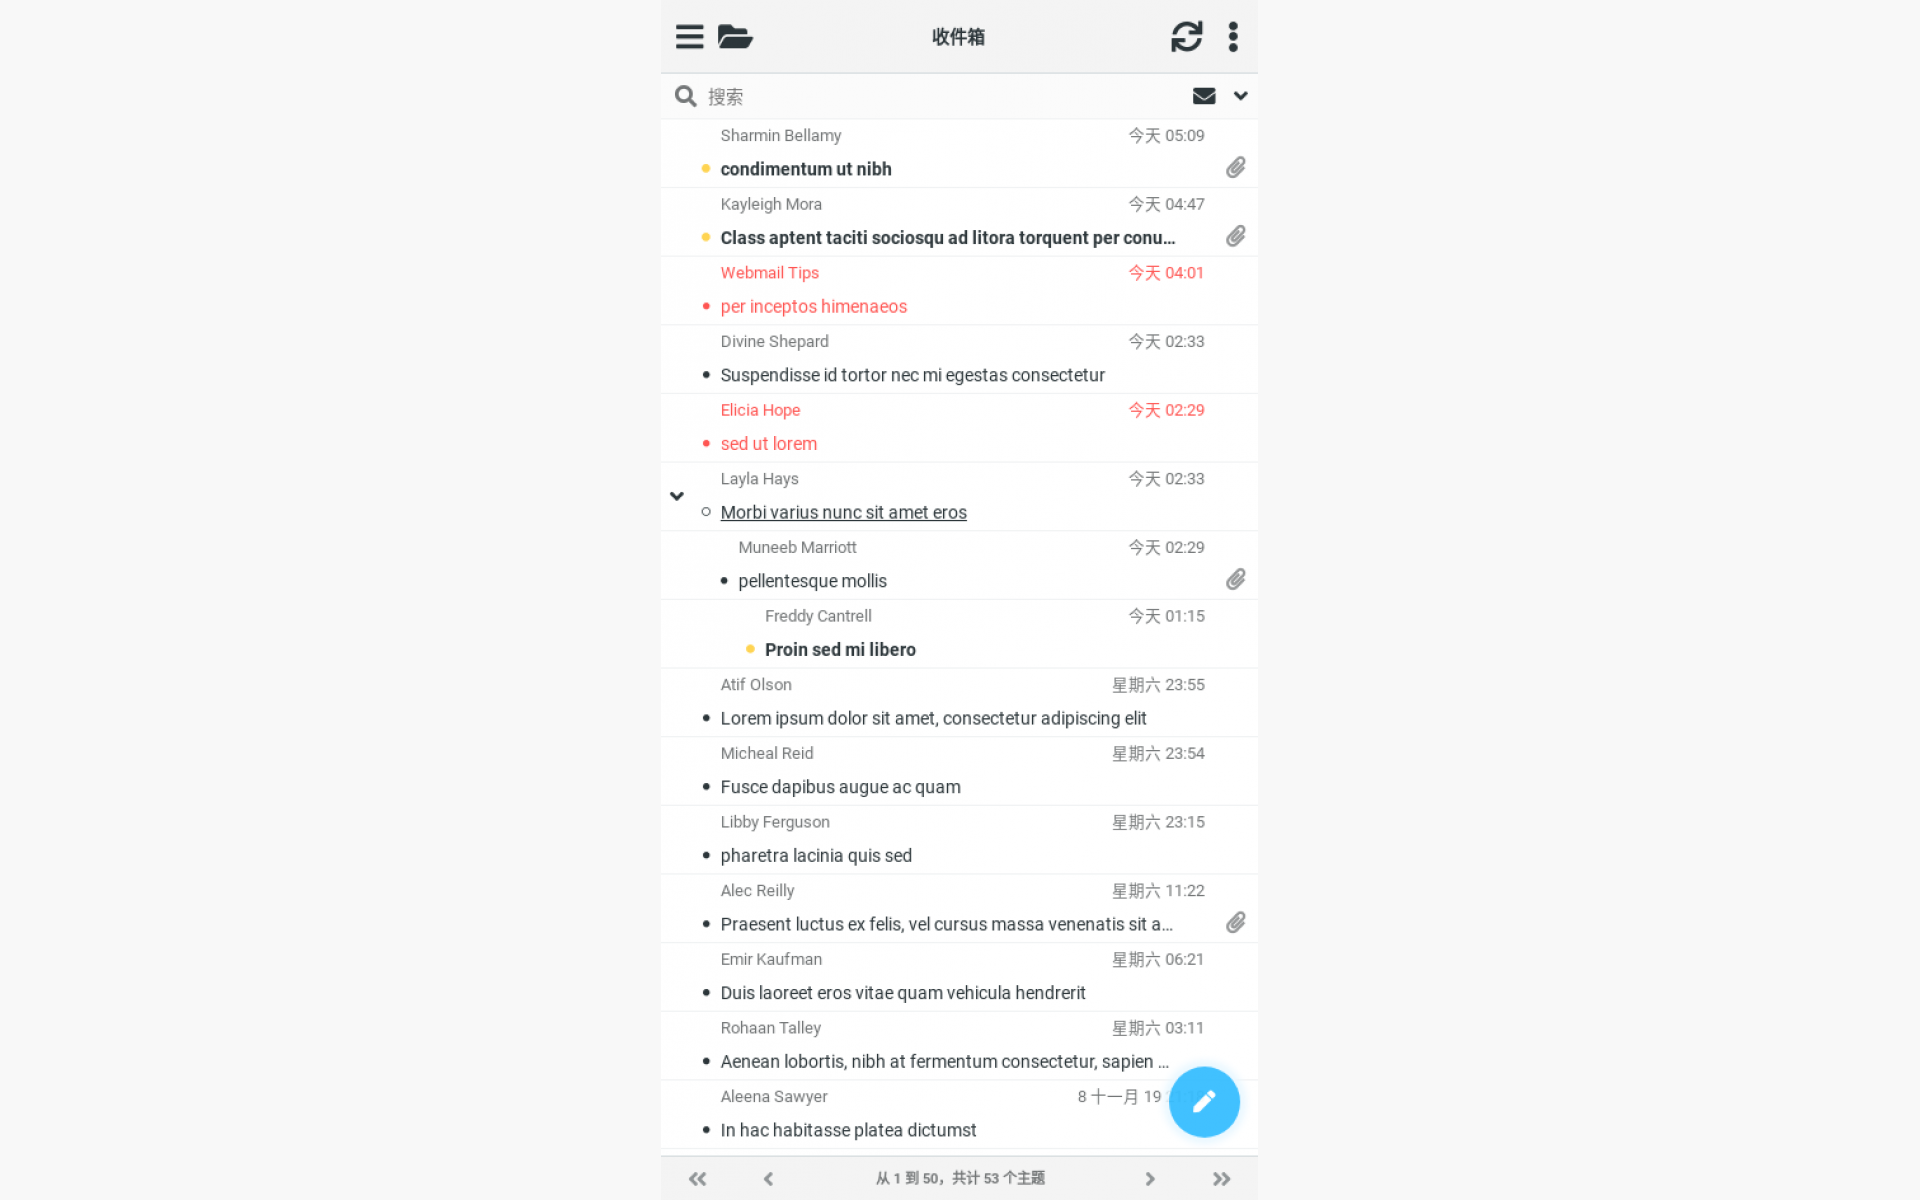 收件箱
搜索
Sharmin Bellamy 今天 05:09
condimentum ut nibh
Kayleigh Mora 今天 04:47
Class aptent taciti sociosqu ad litora torquent per conu...
Webmail Tips 今天 04:01
per inceptos himenaeos
Divine Shepard 今天 02:33
Suspendisse id tortor nec mi egestas consectetur
Elicia Hope 今天 02:29
sed ut lorem
Layla Hays 今天 02:33
Morbi varius nunc sit amet eros
Muneeb Marriott 今天 02:29
pellentesque mollis
Freddy Cantrell 今天 01:15
Proin sed mi libero
Atif Olson 星期六 23:55
Lorem ipsum dolor sit amet, consectetur adipiscing elit
Micheal Reid 星期六 23:54
Fusce dapibus augue ac quam
Libby Ferguson 星期六 23:15
pharetra lacinia quis sed
Alec Reilly 星期六 11:22
Praesent luctus ex felis, vel cursus massa venenatis sit a...
Emir Kaufman 星期六 06:21
Duis laoreet eros vitae quam vehicula hendrerit
Rohaan Talley 星期六 03:11
Aenean lobortis, nibh at fermentum consectetur, sapien ...
Aleena Sawyer 8 十一月 19
In hac habitasse platea dictumst
从 1 到 50，共计 53 个主题